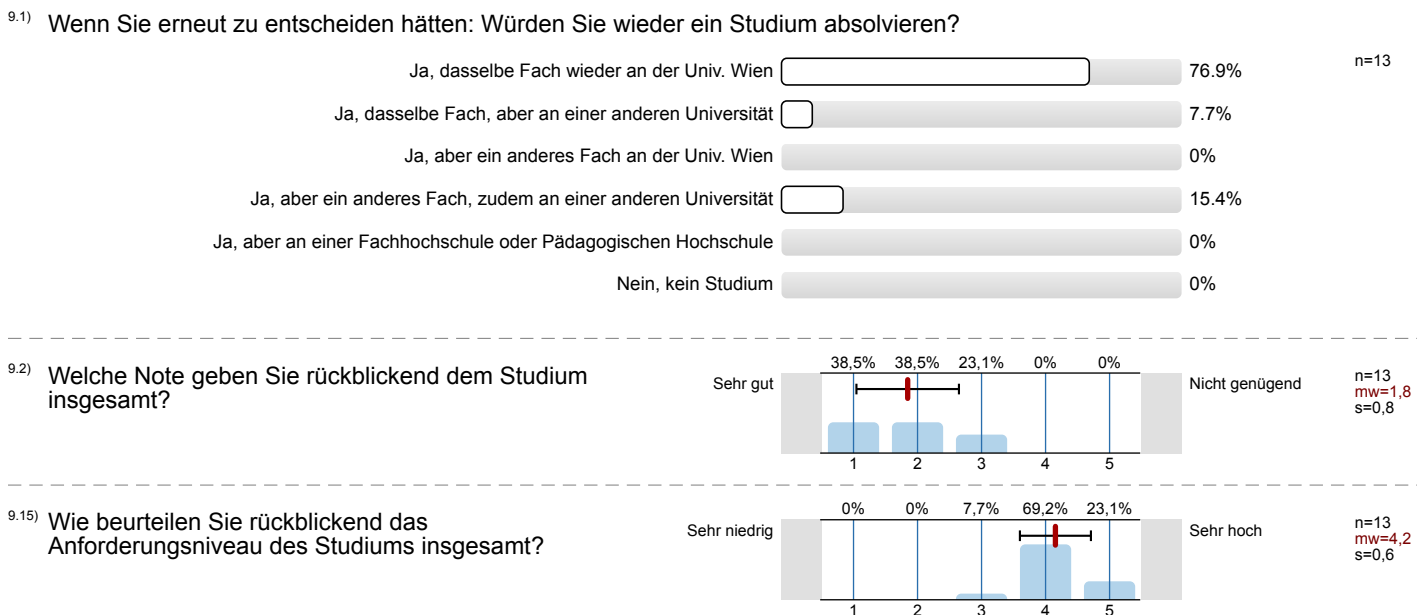 9.1) Wenn Sie erneut zu entscheiden hätten: Würden Sie wieder ein Studium absolvieren?
Ja, dasselbe Fach wieder an der Univ. Wien 76.9% n=13
Ja, dasselbe Fach, aber an einer anderen Universität 7.7%
Ja, aber ein anderes Fach an der Univ. Wien 0%
Ja, aber ein anderes Fach, zudem an einer anderen Universität 15.4%
Ja, aber an einer Fachhochschule oder Pädagogischen Hochschule 0%
Nein, kein Studium 0%
9.2) Welche Note geben Sie rückblickend dem Studium
insgesamt?
38,5% 38,5% 23,1% 0% 0%
Sehr gut Nicht genügend
n=13
mw=1,8
s=0,8
1 2 3 4 5
9.15) Wie beurteilen Sie rückblickend das
Anforderungsniveau des Studiums insgesamt?
0% 0% 7,7% 69,2% 23,1%
Sehr niedrig Sehr hoch
n=13
mw=4,2
s=0,6
1 2 3 4 5